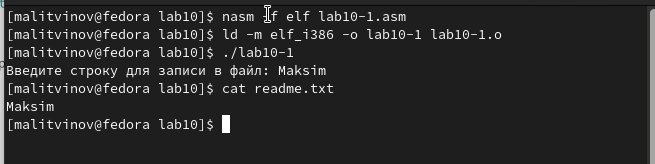 [malitvinov@fedora lab10]$ nasm -f elf lab10-1.asm
[malitvinov@fedora lab10]$ ld -m elf_i386 -o lab10-1 lab10-1.o
[malitvinov@fedora lab10]$ ./lab10-1
Введите строку для записи в файл: Maksim
[malitvinov@fedora lab10]$ cat readme.txt
Maksim
[malitvinov@fedora lab10]$